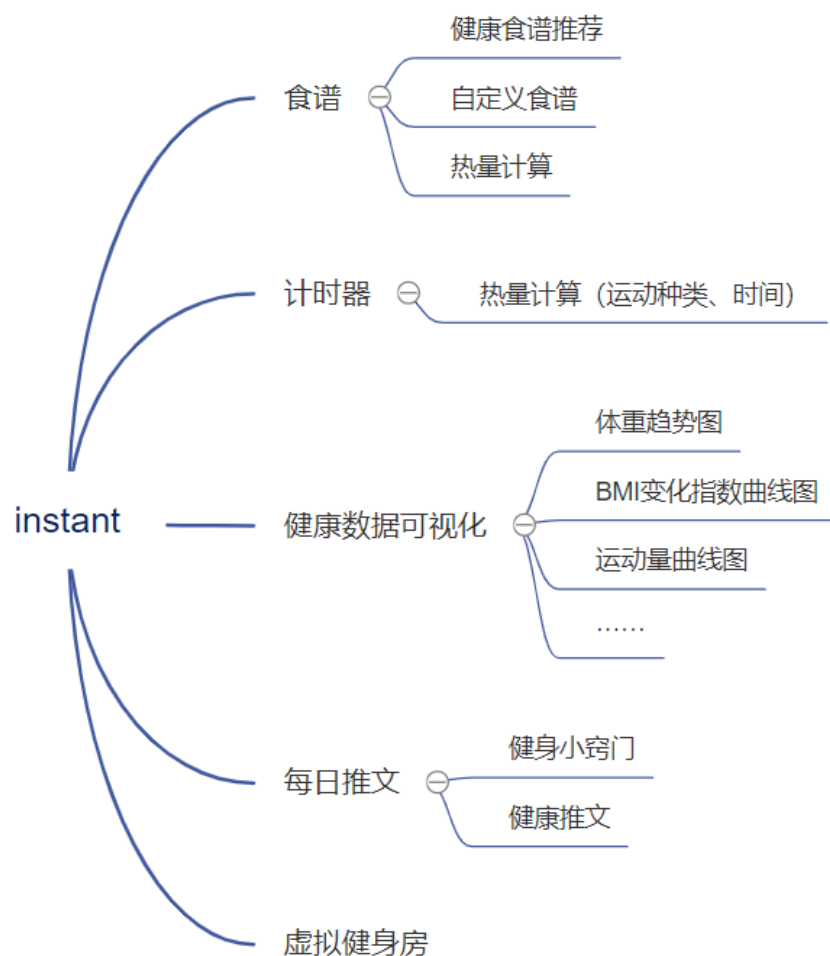 健康食谱推荐
食谱
自定义食谱
热量计算
计时器
热量计算（运动种类、时间）
体重趋势图
BMI变化指数曲线图
instant
健康数据可视化
运动量曲线图
……
健身小窍门
每日推文
健康推文
虚拟健身房